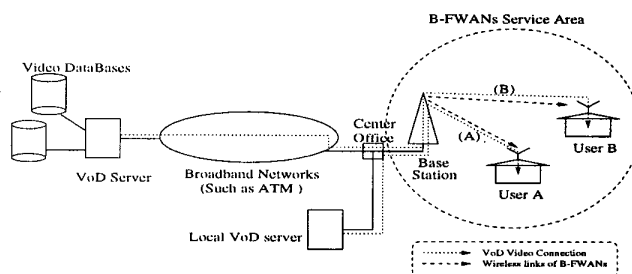 B-FWANs Service Area
Video DataBases
VoD Server
Broadband Networks
(Such as ATM )
Center
Office
Base
Station
(B)
(A)
User B
User A
Local VoD server
VoD Video Connection
Wireless links of B-FWANs